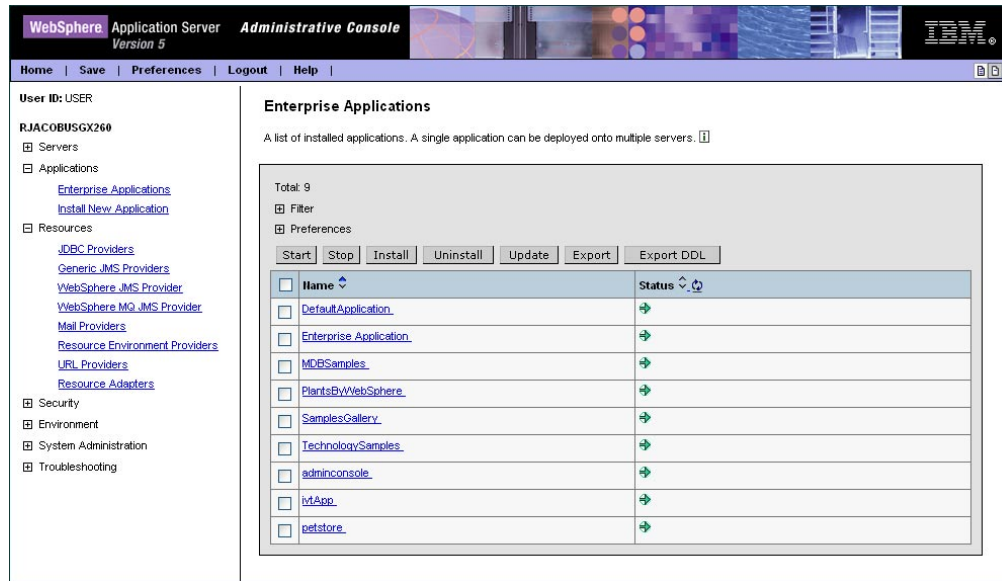 WebSphere Application Server Administrative Console
Version 5
IBM®
Home | Save | Preferences | Logout | Help |
User ID: USER
RJACOBUSGX260
Servers
Applications
Enterprise Applications
Install New Application
Resources
JDBC Providers
Generic JMS Providers
WebSphere JMS Provider
WebSphere MQ JMS Provider
Mail Providers
Resource Environment Providers
URL Providers
Resource Adapters
Security
Environment
System Administration
Troubleshooting
Enterprise Applications
A list of installed applications. A single application can be deployed onto multiple servers. i
Total: 9
Filter
Preferences
Start Stop Install Uninstall Update Export Export DDL
Name Status
DefaultApplication
Enterprise Application
MDBSamples
PlantsByWebSphere
SamplesGallery
TechnologySamples
adminconsole
ivtApp
petstore